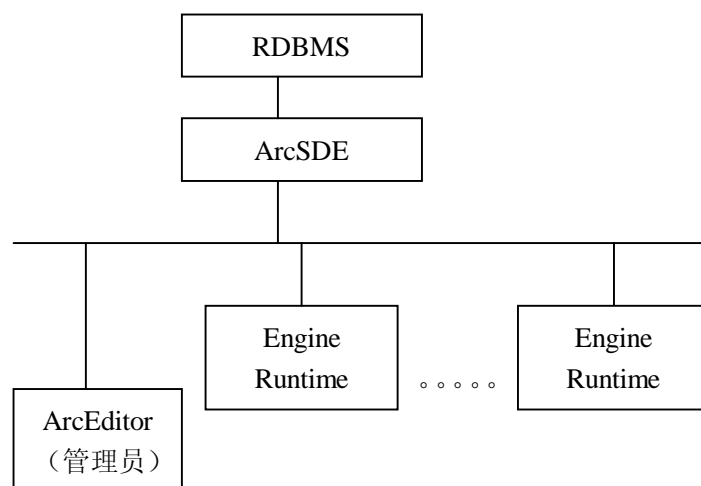 RDBMS
ArcSDE
Engine
Runtime
。。。。。
Engine
Runtime
ArcEditor
（管理员）